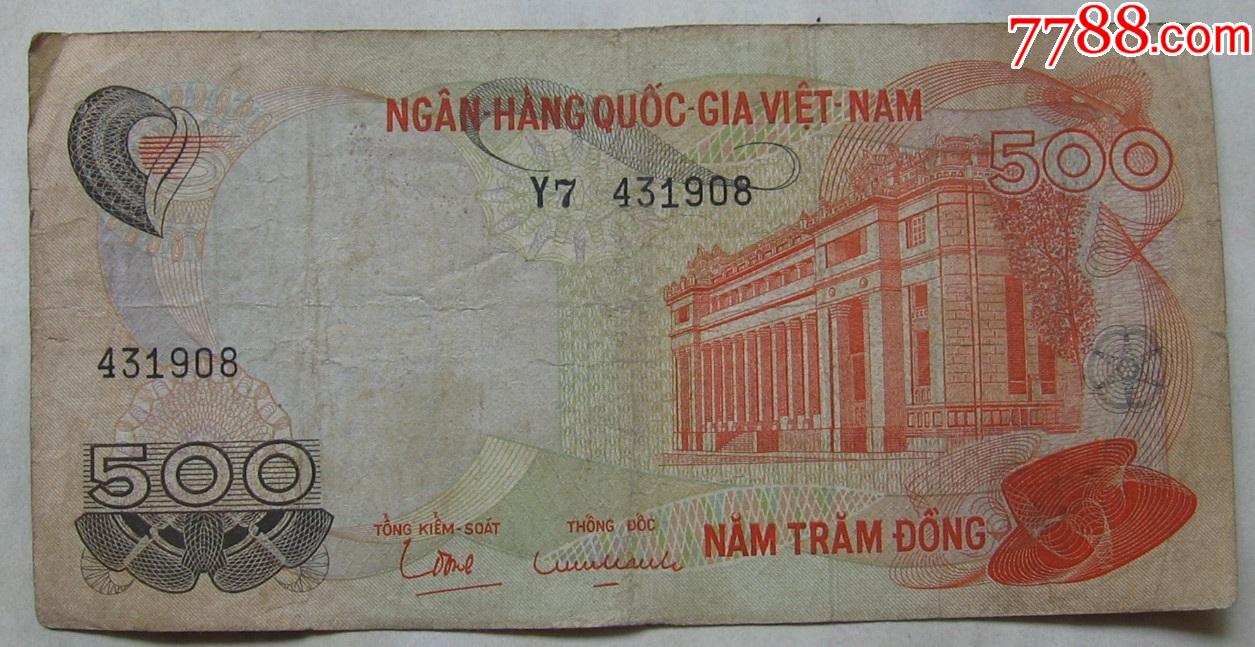 7788.com
NGÂN-HÀNG QUỐC-GIA VIỆT-NAM
500
Y7 431908
431908
500
TỔNG KIỂM-SOÁT
THỐNG ĐỐC
NĂM TRĂM ĐỒNG